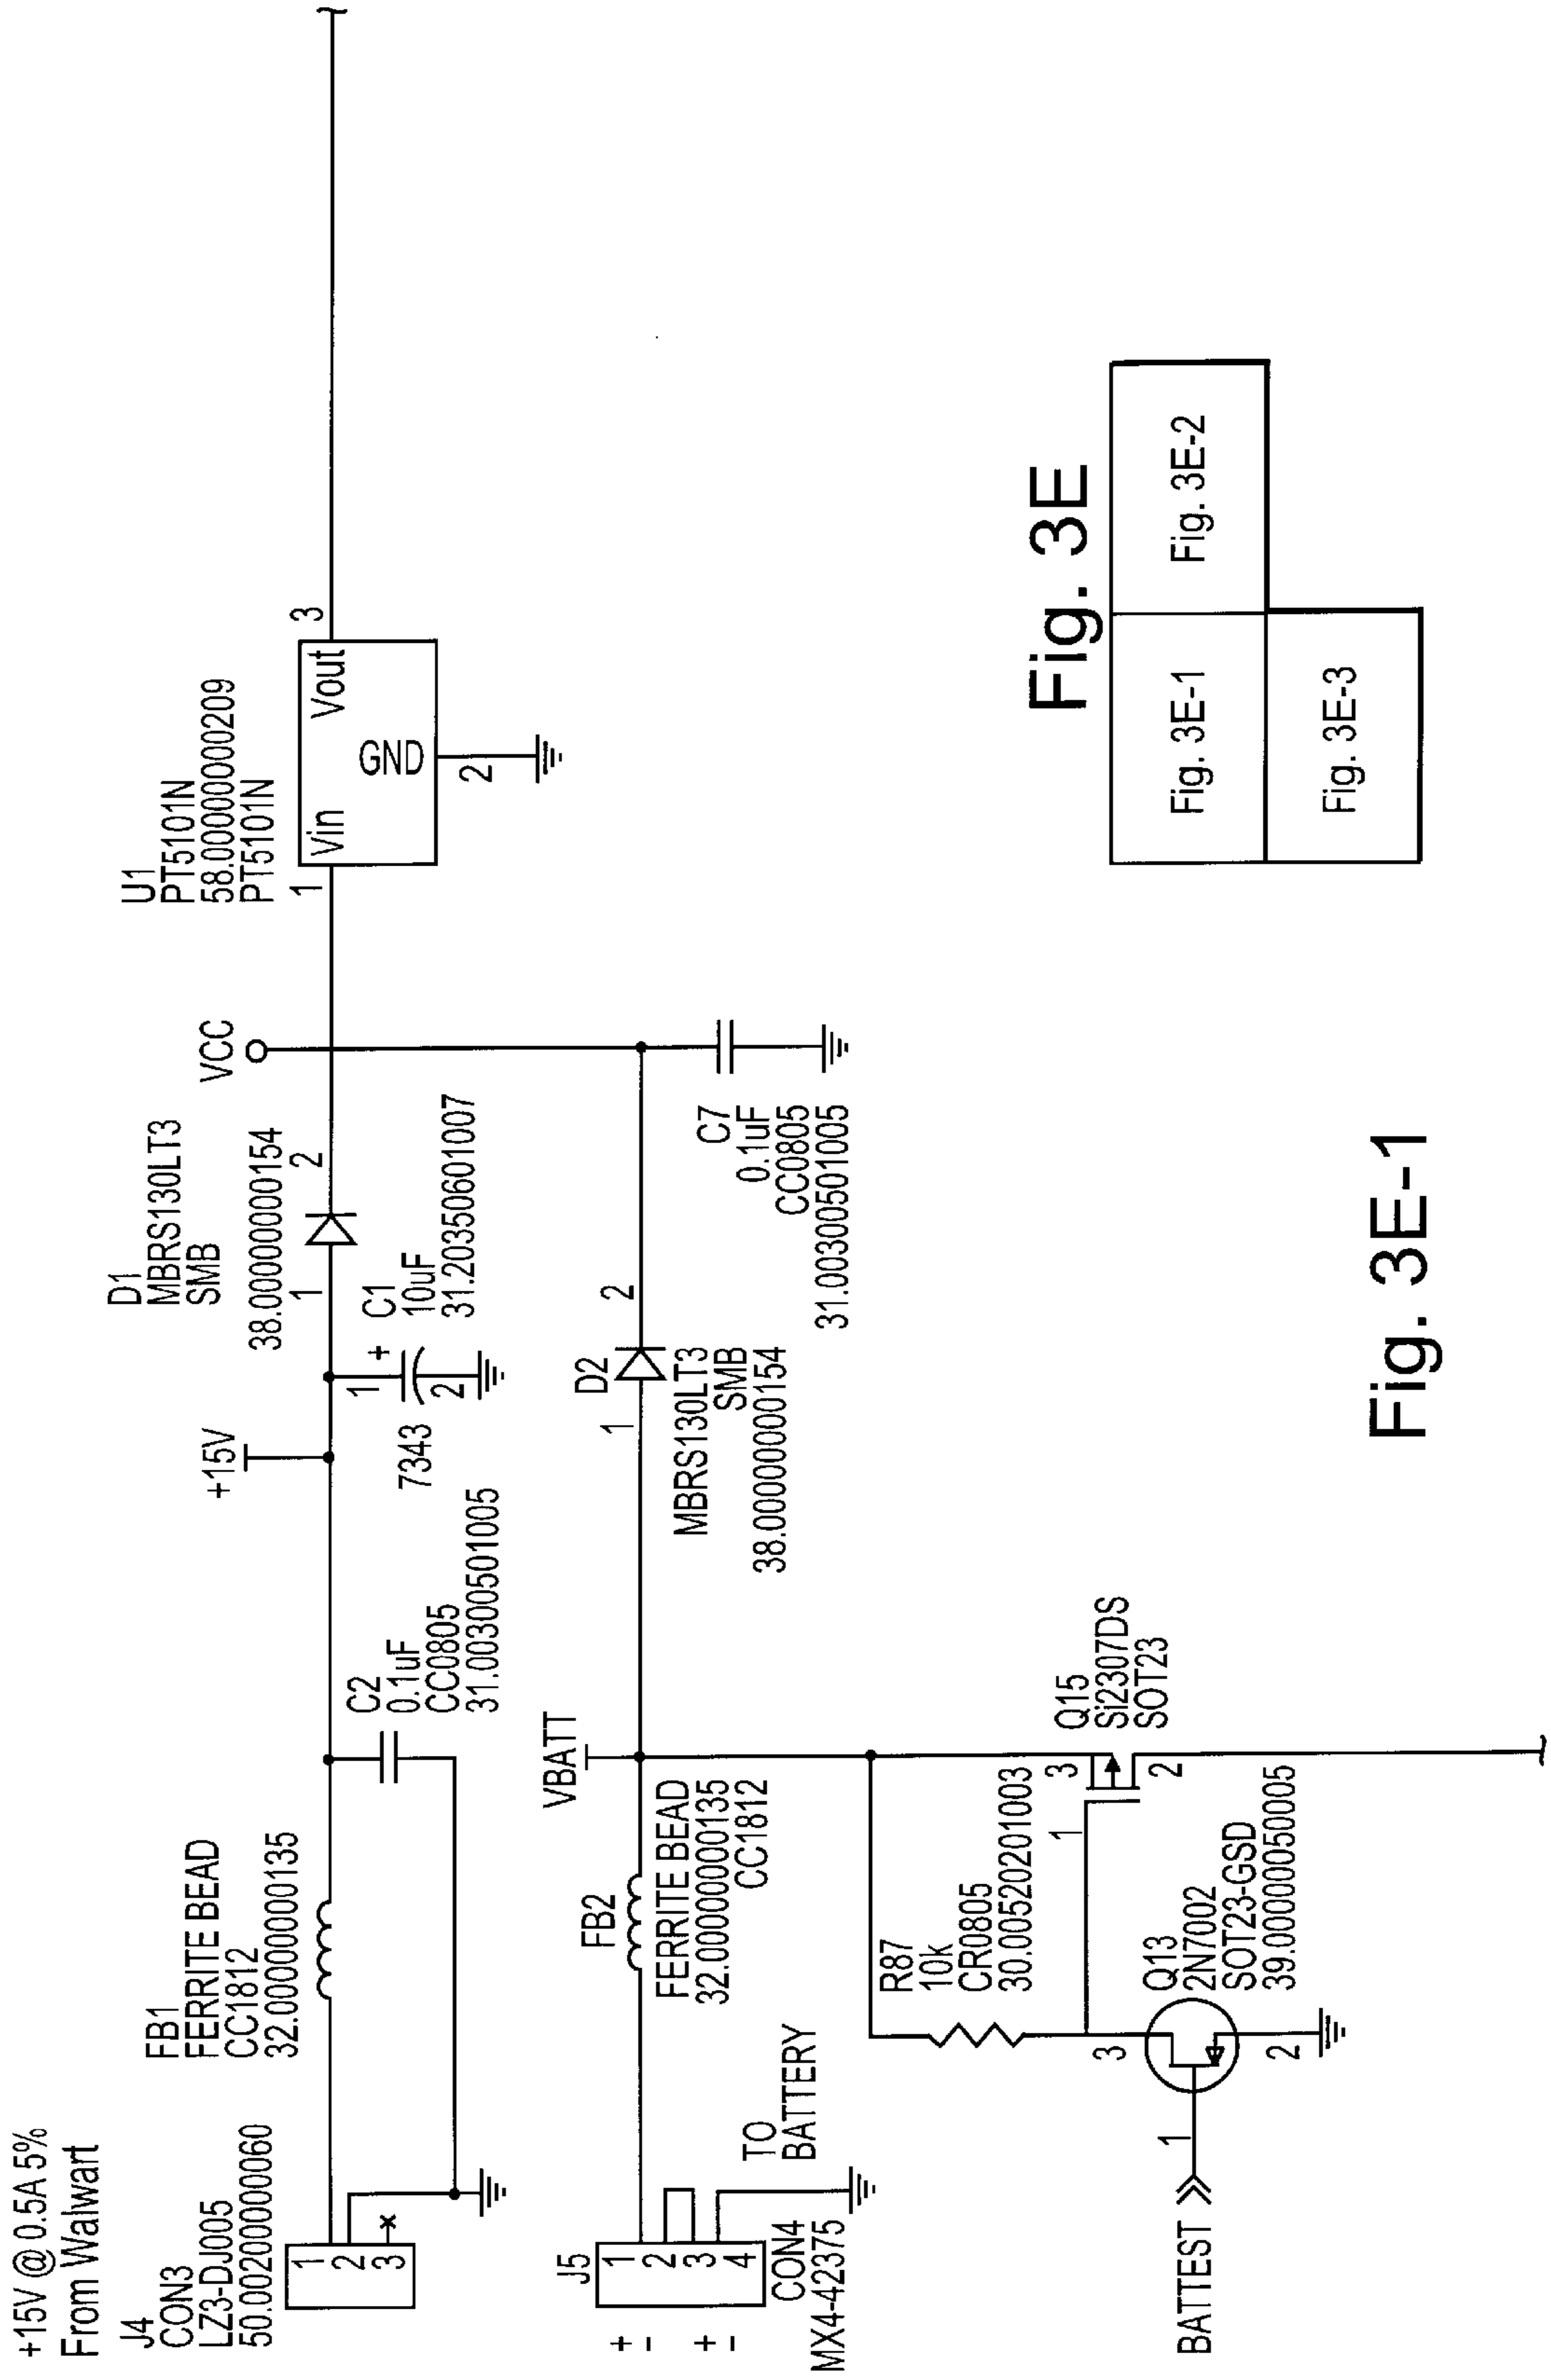 +15V @ 0.5A 5%
From Walwart
J4
CON3
LZ3-DJ005
50.0020000060
1
2
3
FB1
FERRITE BEAD
CC1812
32.00000000135
C2
0.1uF
CC0805
31.00300501005
+15V
1
+
2
7343
C1
10uF
31.20350601007
D1
MBRS130LT3
SMB
38.00000000154
1
2
VCC
U1
PT5101N
58.00000000209
PT5101N
1
Vin
Vout
GND
3
2
J5
1
2
3
4
+
-
+
-
CON4
MX4-42375
TO
BATTERY
FB2
FERRITE BEAD
32.00000000135
CC1812
VBATT
D2
1
2
MBRS130LT3
SMB
38.00000000154
C7
0.1uF
CC0805
31.00300501005
R87
10k
CR0805
30.00520201003
Q15
Si2307DS
SOT23
3
1
2
BATTEST
1
3
2
Q13
2N7002
SOT23-GSD
39.00000050005
Fig. 3E
Fig. 3E-1
Fig. 3E-2
Fig. 3E-3
Fig. 3E-1